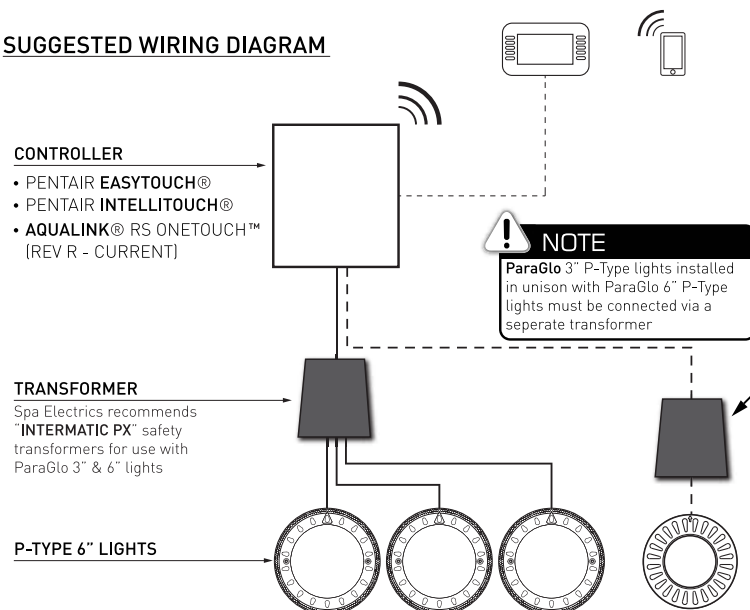 SUGGESTED WIRING DIAGRAM
CONTROLLER
• PENTAIR EASYTOUCH®
• PENTAIR INTELLITOUCH®
• AQUALINK® RS ONETOUCH™
(REV R - CURRENT)
! NOTE
ParaGlo 3" P-Type lights installed
in unison with ParaGlo 6" P-Type
lights must be connected via a
seperate transformer
TRANSFORMER
Spa Electrics recommends
"INTERMATIC PX" safety
transformers for use with
ParaGlo 3" & 6" lights
P-TYPE 6" LIGHTS